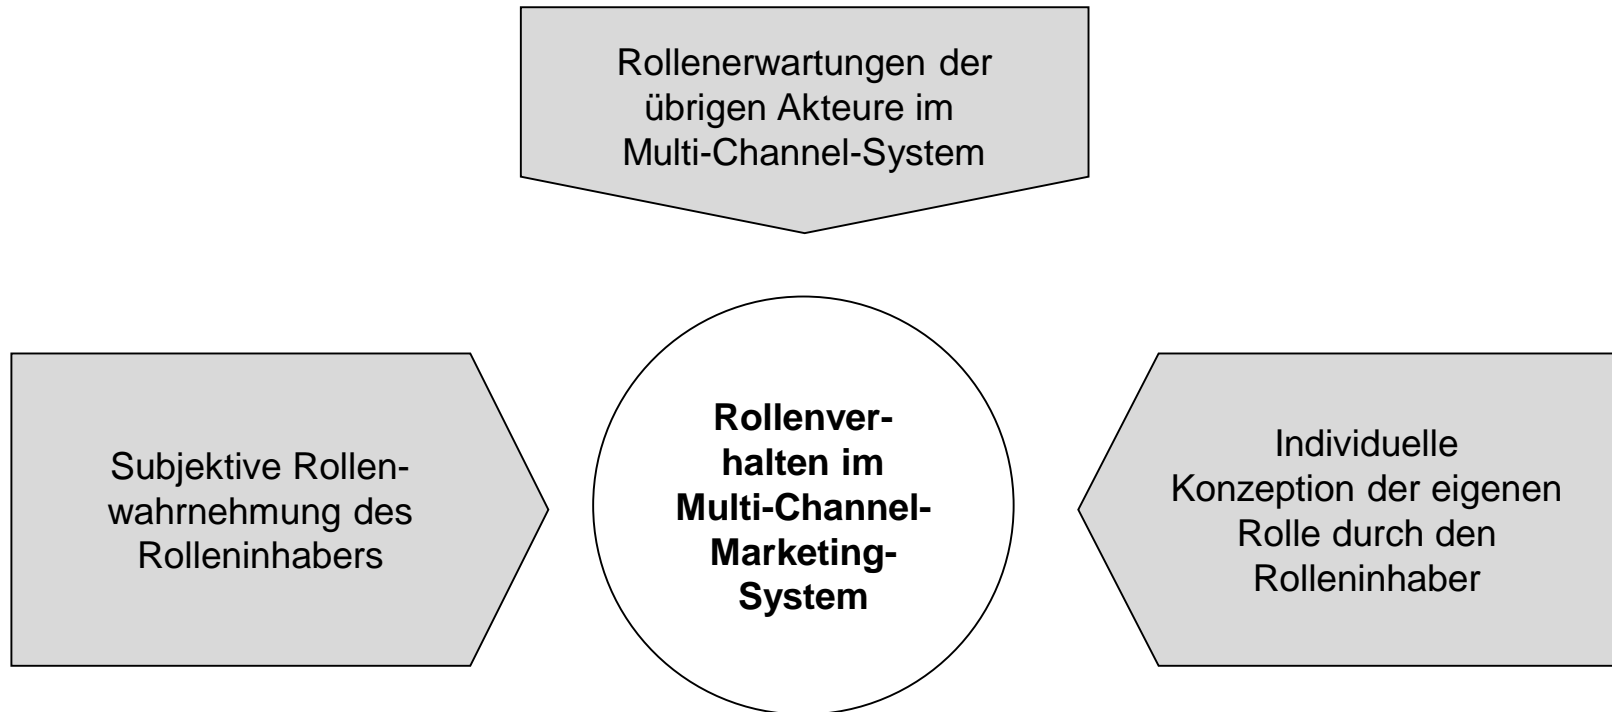 Rollenerwartungen der
übrigen Akteure im
Multi-Channel-System
Subjektive Rollen-
wahrnehmung des
Rolleninhabers
Rollenver-
halten im
Multi-Channel-
Marketing-
System
Individuelle
Konzeption der eigenen
Rolle durch den
Rolleninhaber